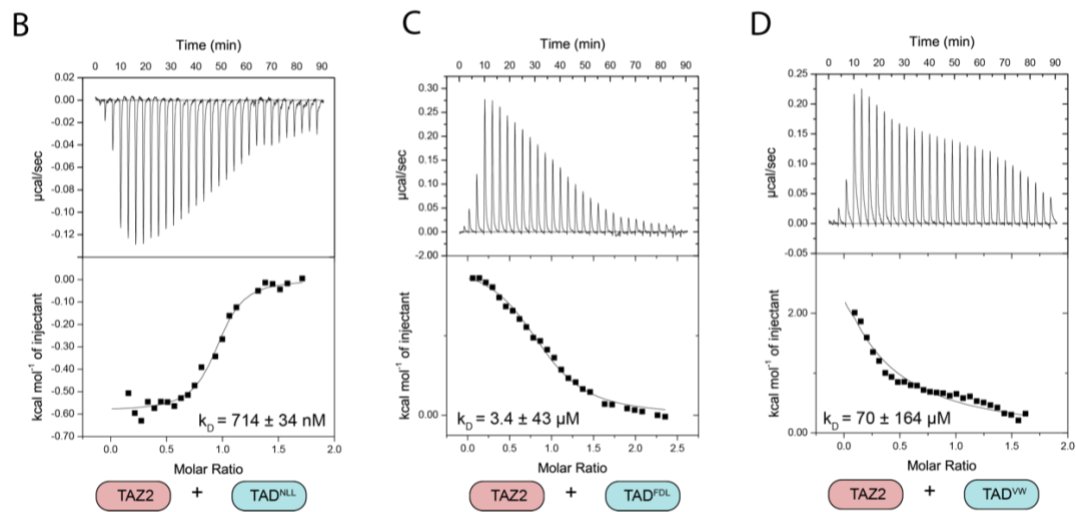 B
Time (min)
0 10 20 30 40 50 60 70 80 90
0.02
0.00
-0.02
-0.04
-0.06
-0.08
-0.10
-0.12
µcal/sec
0.00
-0.10
-0.20
-0.30
-0.40
-0.50
-0.60
-0.70
kcal mol-1 of injectant
kD = 714 ± 34 nM
0.0 0.5 1.0 1.5 2.0
Molar Ratio
TAZ2 + TADNLL
C
Time (min)
0 10 20 30 40 50 60 70 80 90
0.30
0.25
0.20
0.15
0.10
0.05
0.00
-2.00
µcal/sec
0.00
kcal mol-1 of injectant
kD = 3.4 ± 43 µM
0.0 0.5 1.0 1.5 2.0 2.5
Molar Ratio
TAZ2 + TADFDL
D
Time (min)
0 10 20 30 40 50 60 70 80 90
0.25
0.20
0.15
0.10
0.05
0.00
-0.05
µcal/sec
2.00
0.00
kcal mol-1 of injectant
kD = 70 ± 164 µM
0.0 0.5 1.0 1.5 2.0
Molar Ratio
TAZ2 + TADVW